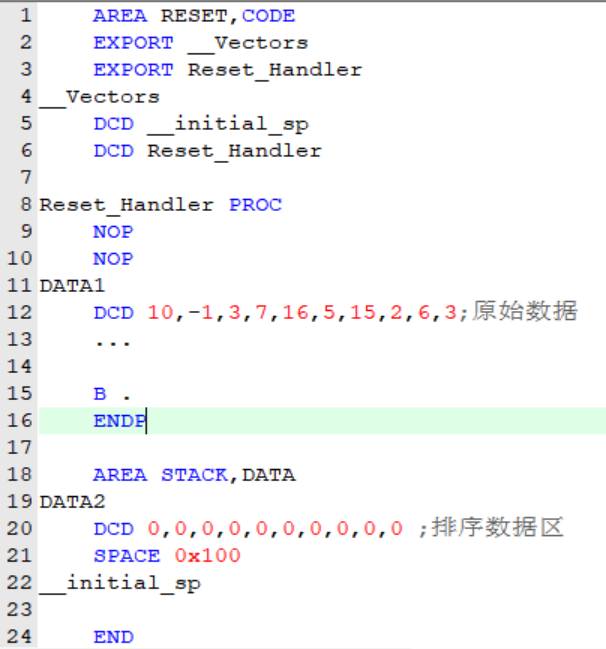 1 AREA RESET,CODE
2 EXPORT __Vectors
3 EXPORT Reset_Handler
4 __Vectors
5 DCD __initial_sp
6 DCD Reset_Handler
7
8 Reset_Handler PROC
9 NOP
10 NOP
11 DATA1
12 DCD 10,-1,3,7,16,5,15,2,6,3;原始数据
13 ...
14
15 B .
16 ENDP
17
18 AREA STACK,DATA
19 DATA2
20 DCD 0,0,0,0,0,0,0,0,0,0 ;排序数据区
21 SPACE 0x100
22 __initial_sp
23
24 END